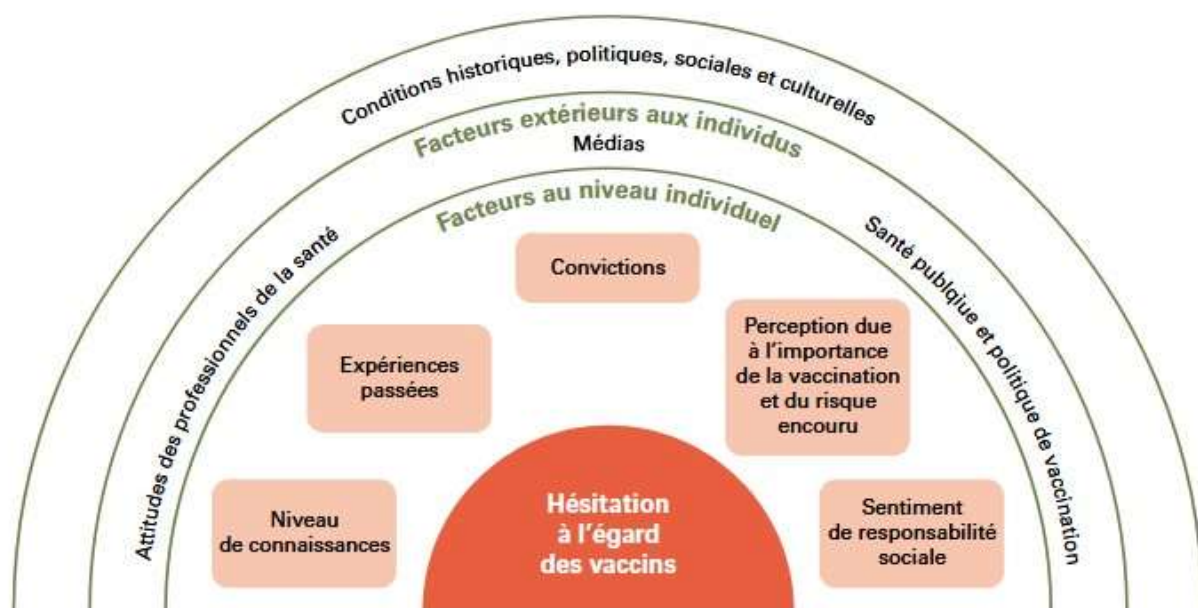 Conditions historiques, politiques, sociales et culturelles
Facteurs extérieurs aux individus
Médias
Attitudes des professionnels de la santé
Santé publqiue et politique de vaccination
Facteurs au niveau individuel
Convictions
Expériences
passées
Perception due
à l'importance
de la vaccination
et du risque
encouru
Niveau
de connaissances
Sentiment
de responsabilité
sociale
Hésitation
à l'égard
des vaccins